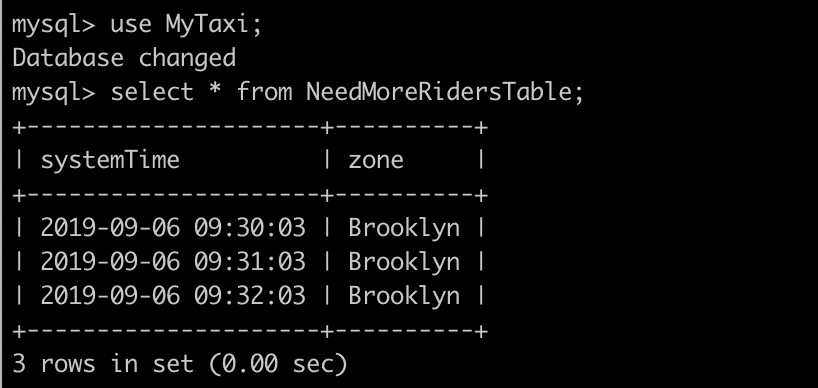 mysql> use MyTaxi;
Database changed
mysql> select * from NeedMoreRidersTable;
+---------------------+----------+
| systemTime          | zone     |
+---------------------+----------+
| 2019-09-06 09:30:03 | Brooklyn |
| 2019-09-06 09:31:03 | Brooklyn |
| 2019-09-06 09:32:03 | Brooklyn |
+---------------------+----------+
3 rows in set (0.00 sec)